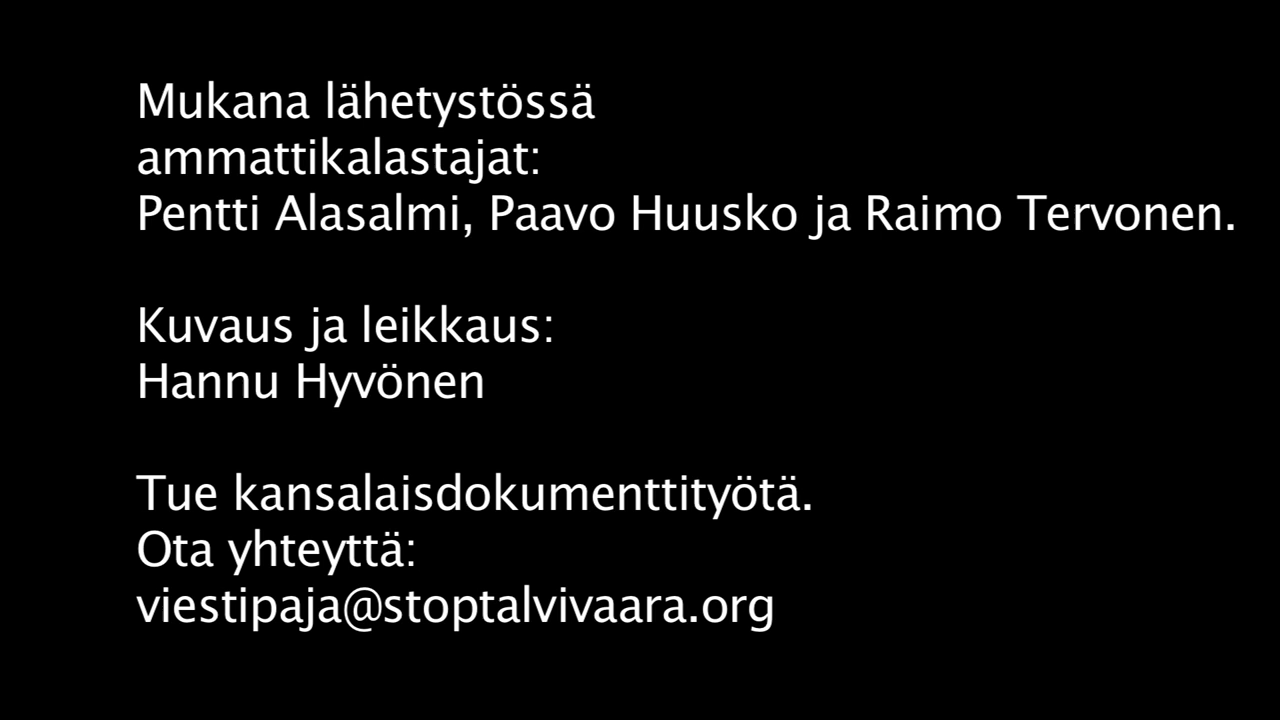 Mukana lähetystössä
ammattikalastajat:
Pentti Alasalmi, Paavo Huusko ja Raimo Tervonen.
Kuvaus ja leikkaus:
Hannu Hyvönen
Tue kansalaisdokumenttityötä.
Ota yhteyttä:
viestipaja@stoptalvivaara.org